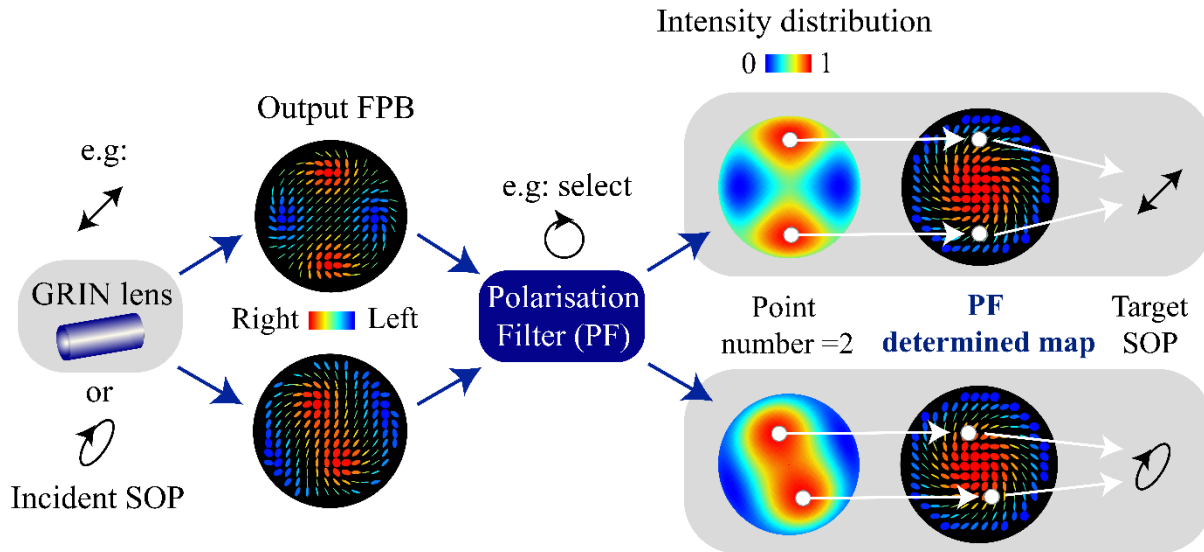 Intensity distribution
0 1
Output FPB
e.g:
e.g: select
GRIN lens
Right Left
Polarisation
Filter (PF)
Point
number =2
PF
determined map
Target
SOP
or
Incident SOP